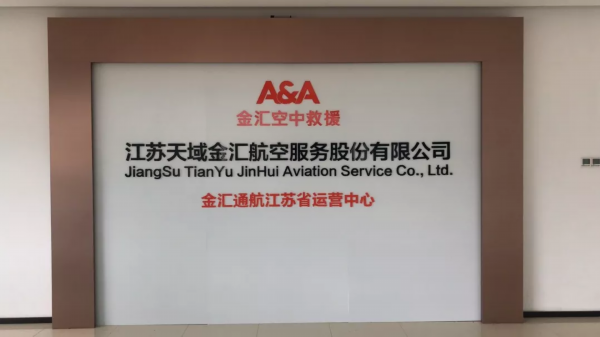 A&A
金汇空中救援
江苏天域金汇航空服务股份有限公司
JiangSu TianYu JinHui Aviation Service Co., Ltd.
金汇通航江苏省运营中心